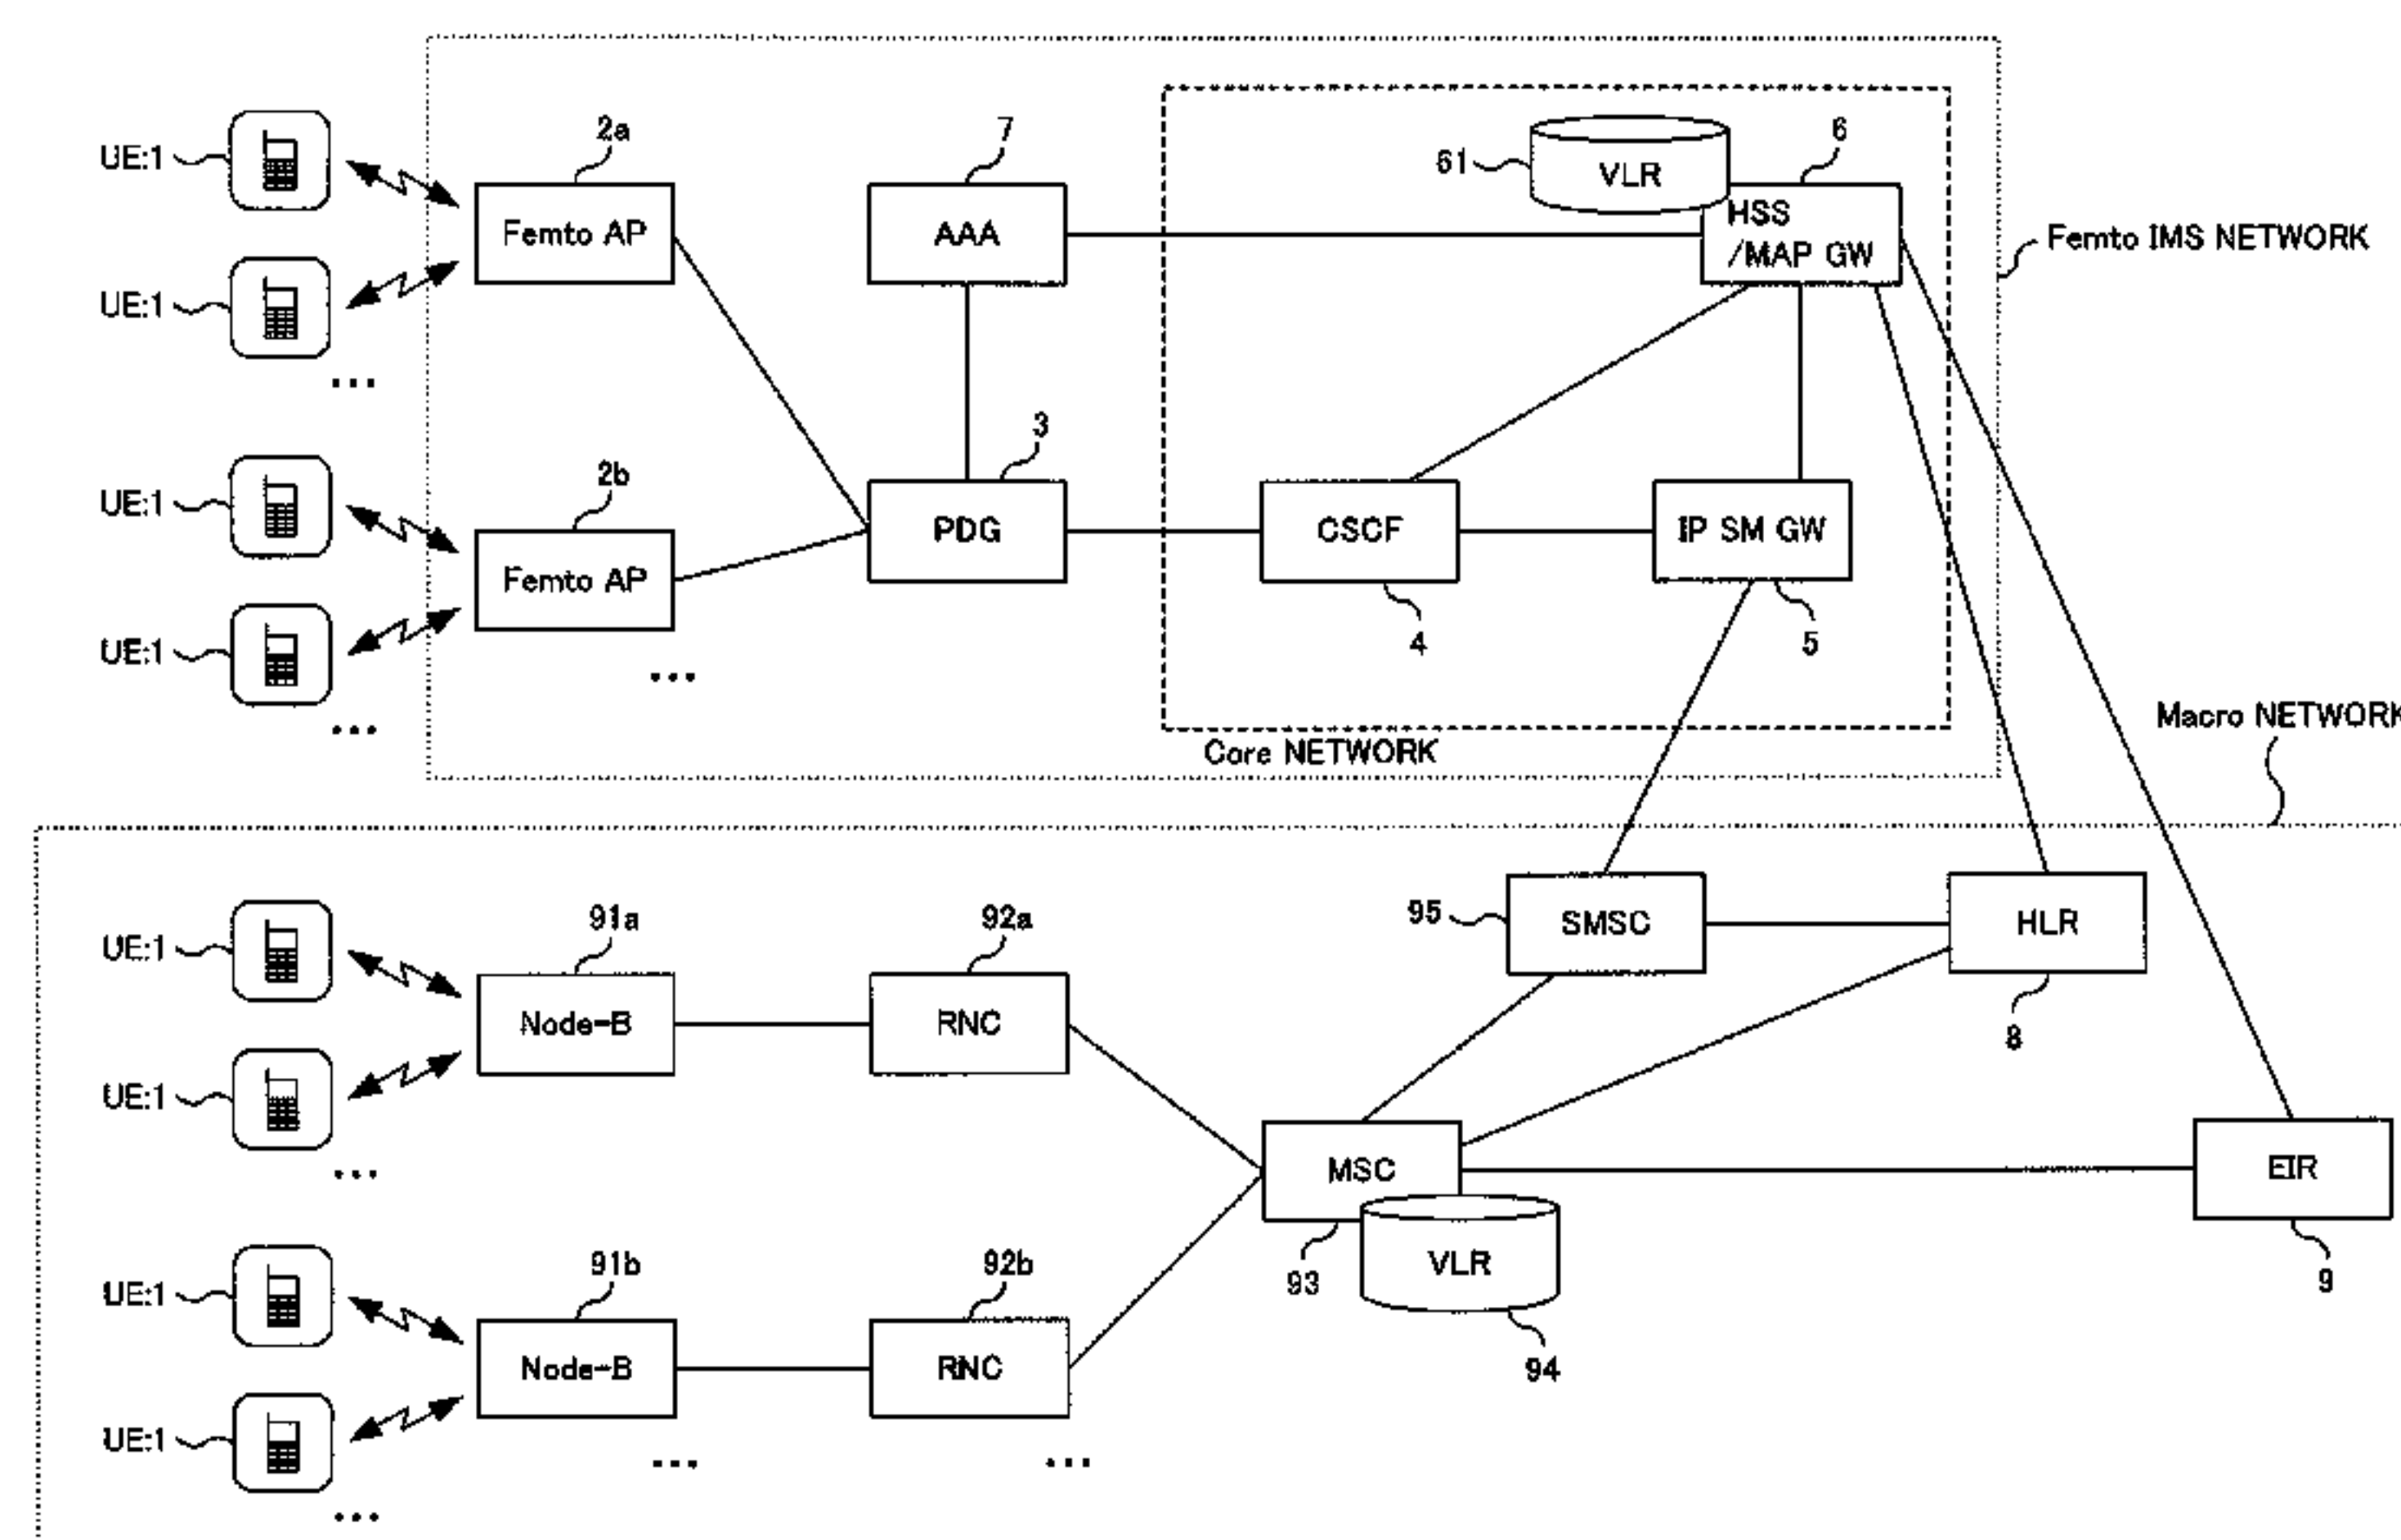 UE:1
2a
7
61
VLR
6
Femto AP
AAA
HSS
/MAP GW
Femto IMS NETWORK
UE:1
...
3
UE:1
2b
PDG
CSCF
IP SM GW
Femto AP
UE:1
4
5
...
...
Macro NETWORK
Core NETWORK
UE:1
91a
92a
95
SMSC
HLR
Node-B
RNC
8
UE:1
...
MSC
EIR
91b
92b
93
VLR
9
UE:1
Node-B
RNC
94
UE:1
...
...
...